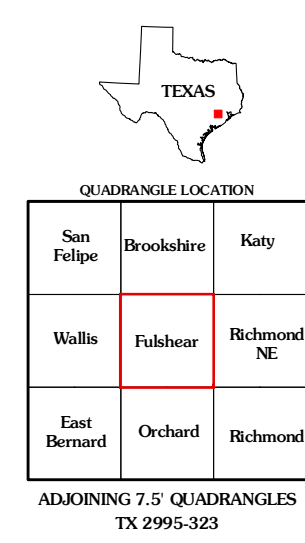 TEXAS
QUADRANGLE LOCATION
San
Felipe
Brookshire
Katy
Wallis
Fulshear
Richmond
NE
East
Bernard
Orchard
Richmond
ADJOINING 7.5' QUADRANGLES
TX 2995-323